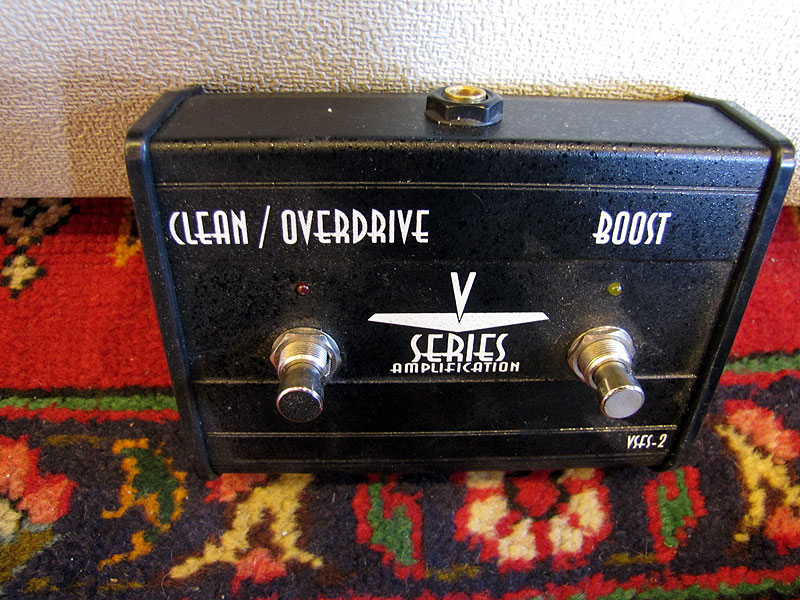 CLEAN / OVERDRIVE
BOOST
V
SERIES
AMPLIFICATION
VSFS-2